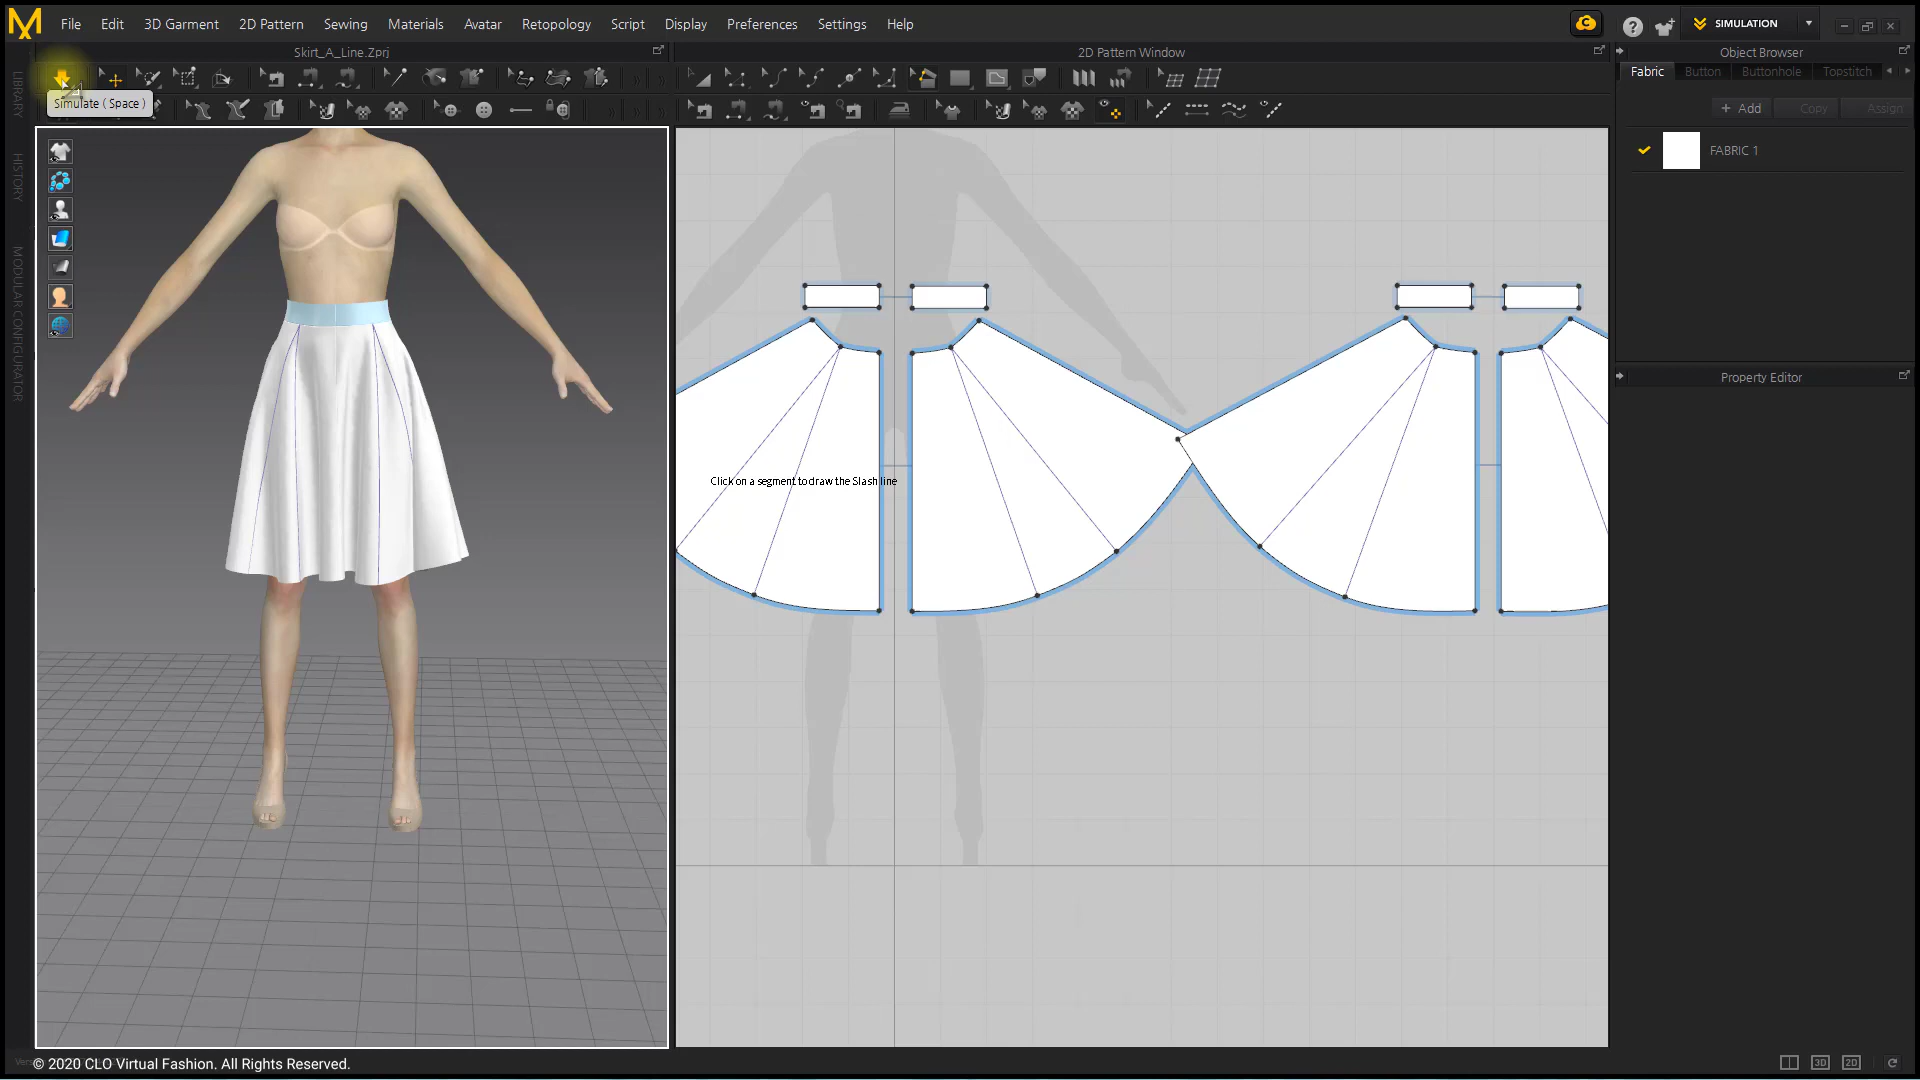 File Edit 3D Garment 2D Pattern Sewing Materials Avatar Retopology Script Display Preferences Settings Help
SIMULATION
Skirt_A_Line.Zprj
2D Pattern Window
Object Browser
Fabric Button Buttonhole Topstitch
Simulate ( Space )
+ Add Copy Assign
FABRIC 1
LIBRARY
HISTORY
MODULAR CONFIGURATOR
Property Editor
Click on a segment to draw the Slash line
© 2020 CLO Virtual Fashion. All Rights Reserved.
3D 2D